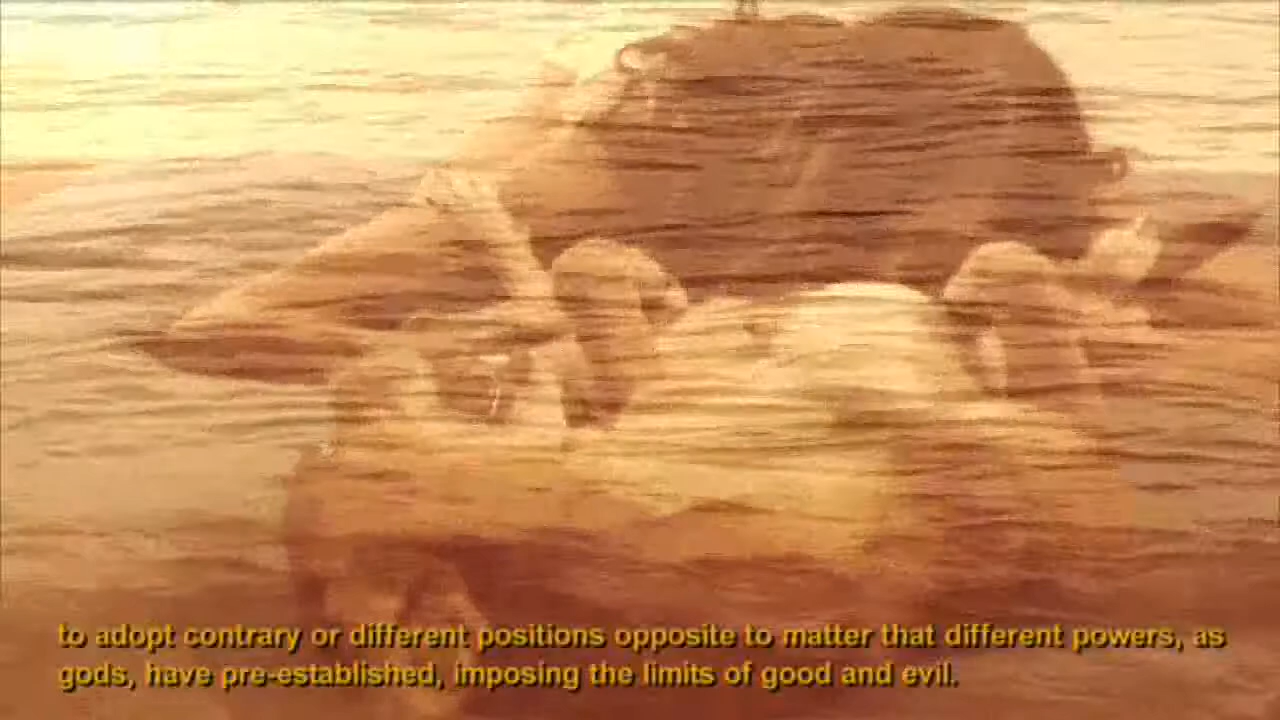 to adopt contrary or different positions opposite to matter that different powers, as
gods, have pre-established, imposing the limits of good and evil.